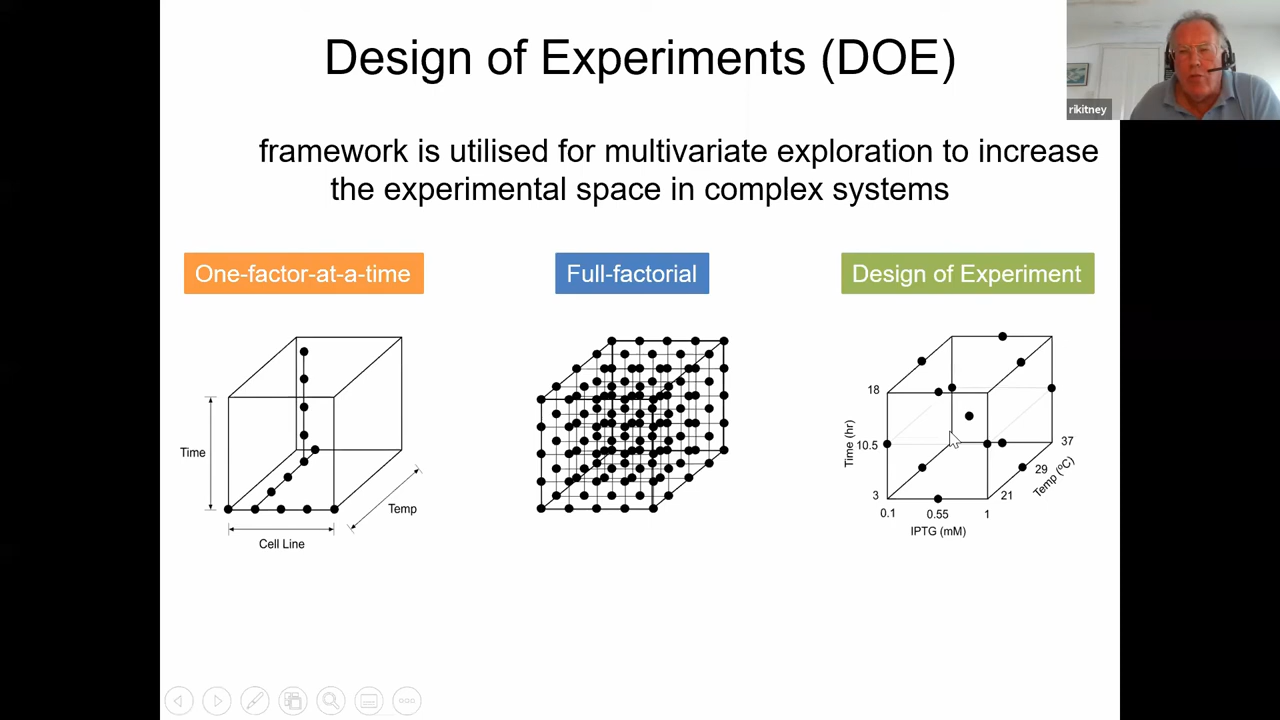 Design of Experiments (DOE)
rikitney
framework is utilised for multivariate exploration to increase
the experimental space in complex systems
One-factor-at-a-time
Full-factorial
Design of Experiment
Time
Temp
Cell Line
18
10.5
3
Time (hr)
0.1
0.55
1
IPTG (mM)
21
29
37
Temp (ºC)